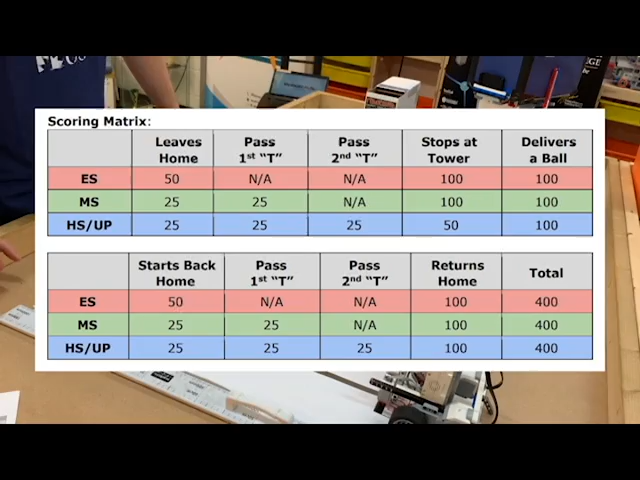 Scoring Matrix:
Leaves Home Pass 1st “T” Pass 2nd “T” Stops at Tower Delivers a Ball
ES 50 N/A N/A 100 100
MS 25 25 N/A 100 100
HS/UP 25 25 25 50 100
Starts Back Home Pass 1st “T” Pass 2nd “T” Returns Home Total
ES 50 N/A N/A 100 400
MS 25 25 N/A 100 400
HS/UP 25 25 25 100 400